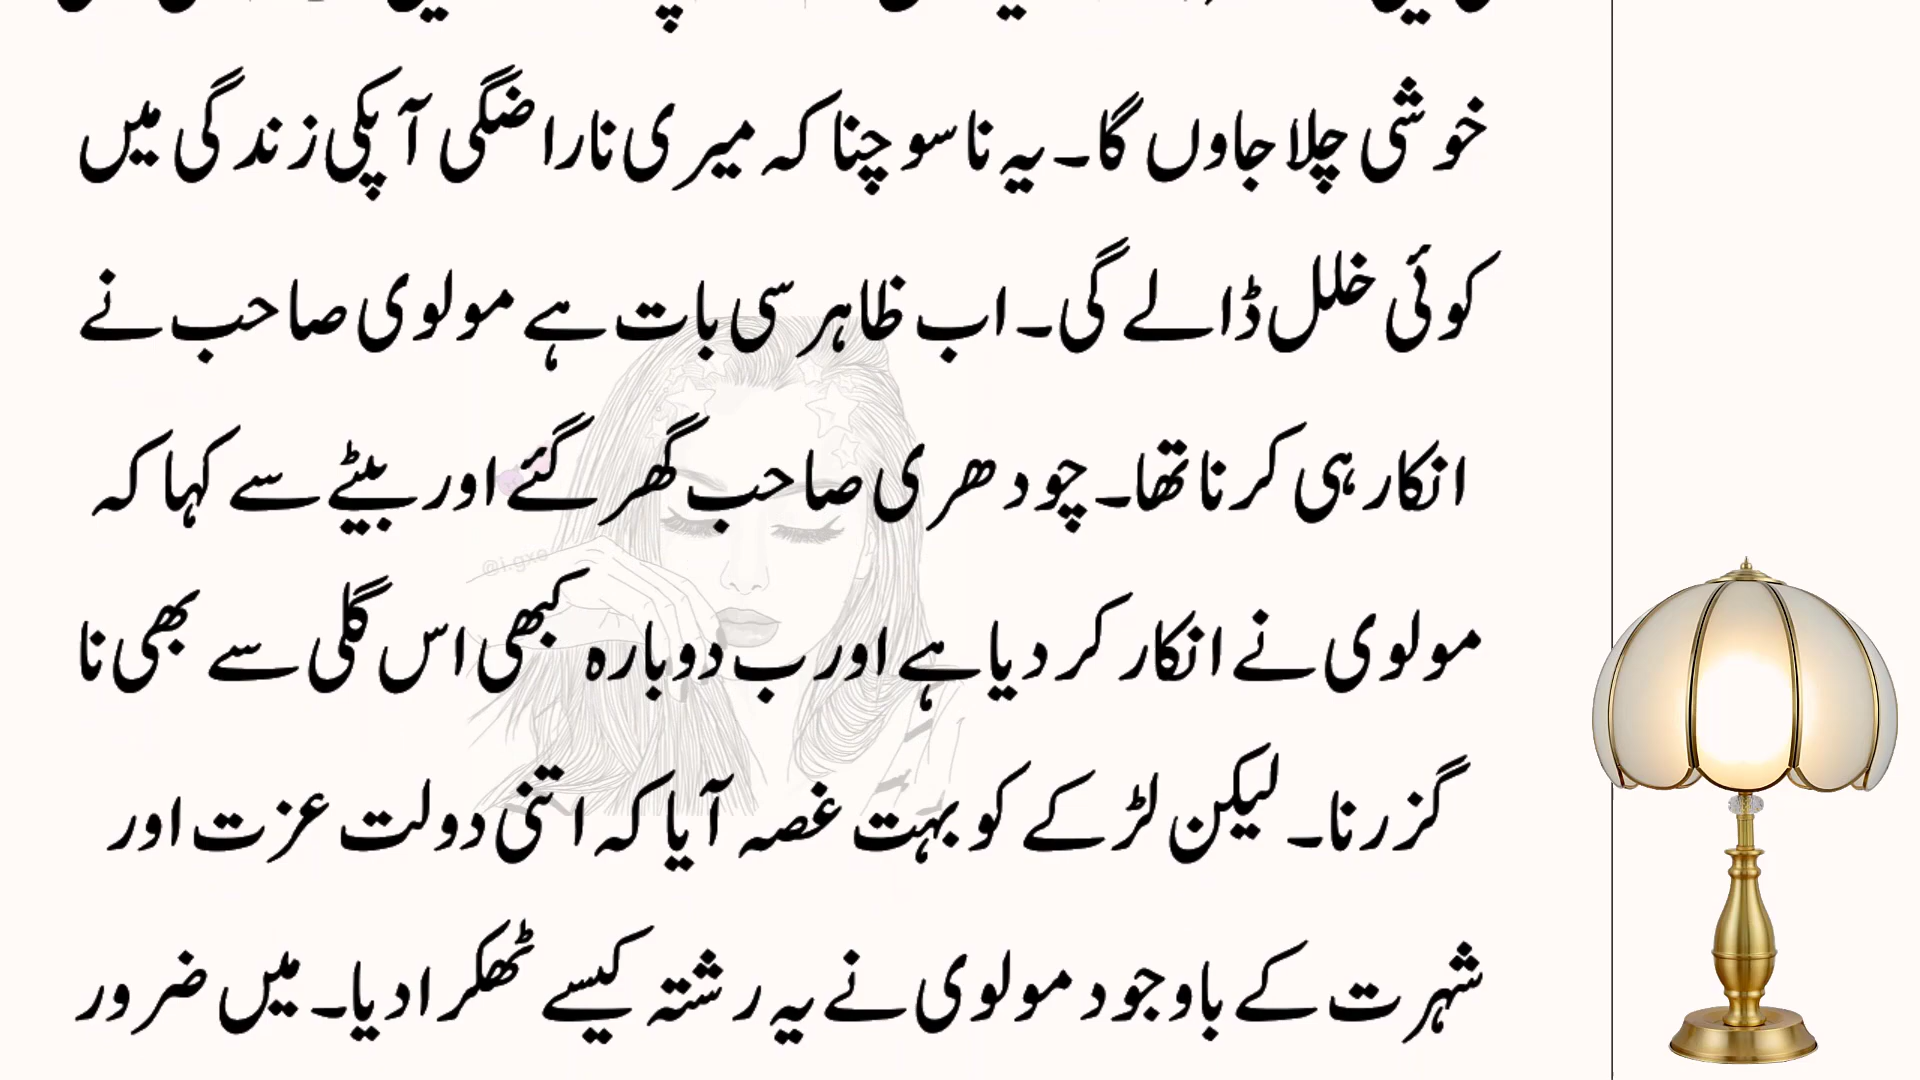 خوشی چلا جاوں گا۔ یہ نا سوچنا کہ میری ناراضگی آپکی زندگی میں
کوئی خلل ڈالے گی۔ اب ظاہر سی بات ہے مولوی صاحب نے
انکار ہی کرنا تھا۔ چودھری صاحب گھر گئے اور بیٹے سے کہا کہ
مولوی نے انکار کر دیا ہے اور ب دوبارہ کبھی اس گلی سے بھی نا
گزرنا۔ لیکن لڑکے کو بہت غصہ آیا کہ اتنی دولت عزت اور
شہرت کے باوجود مولوی نے یہ رشتہ کیسے ٹھکرا دیا۔ میں ضرور
@i.gxo